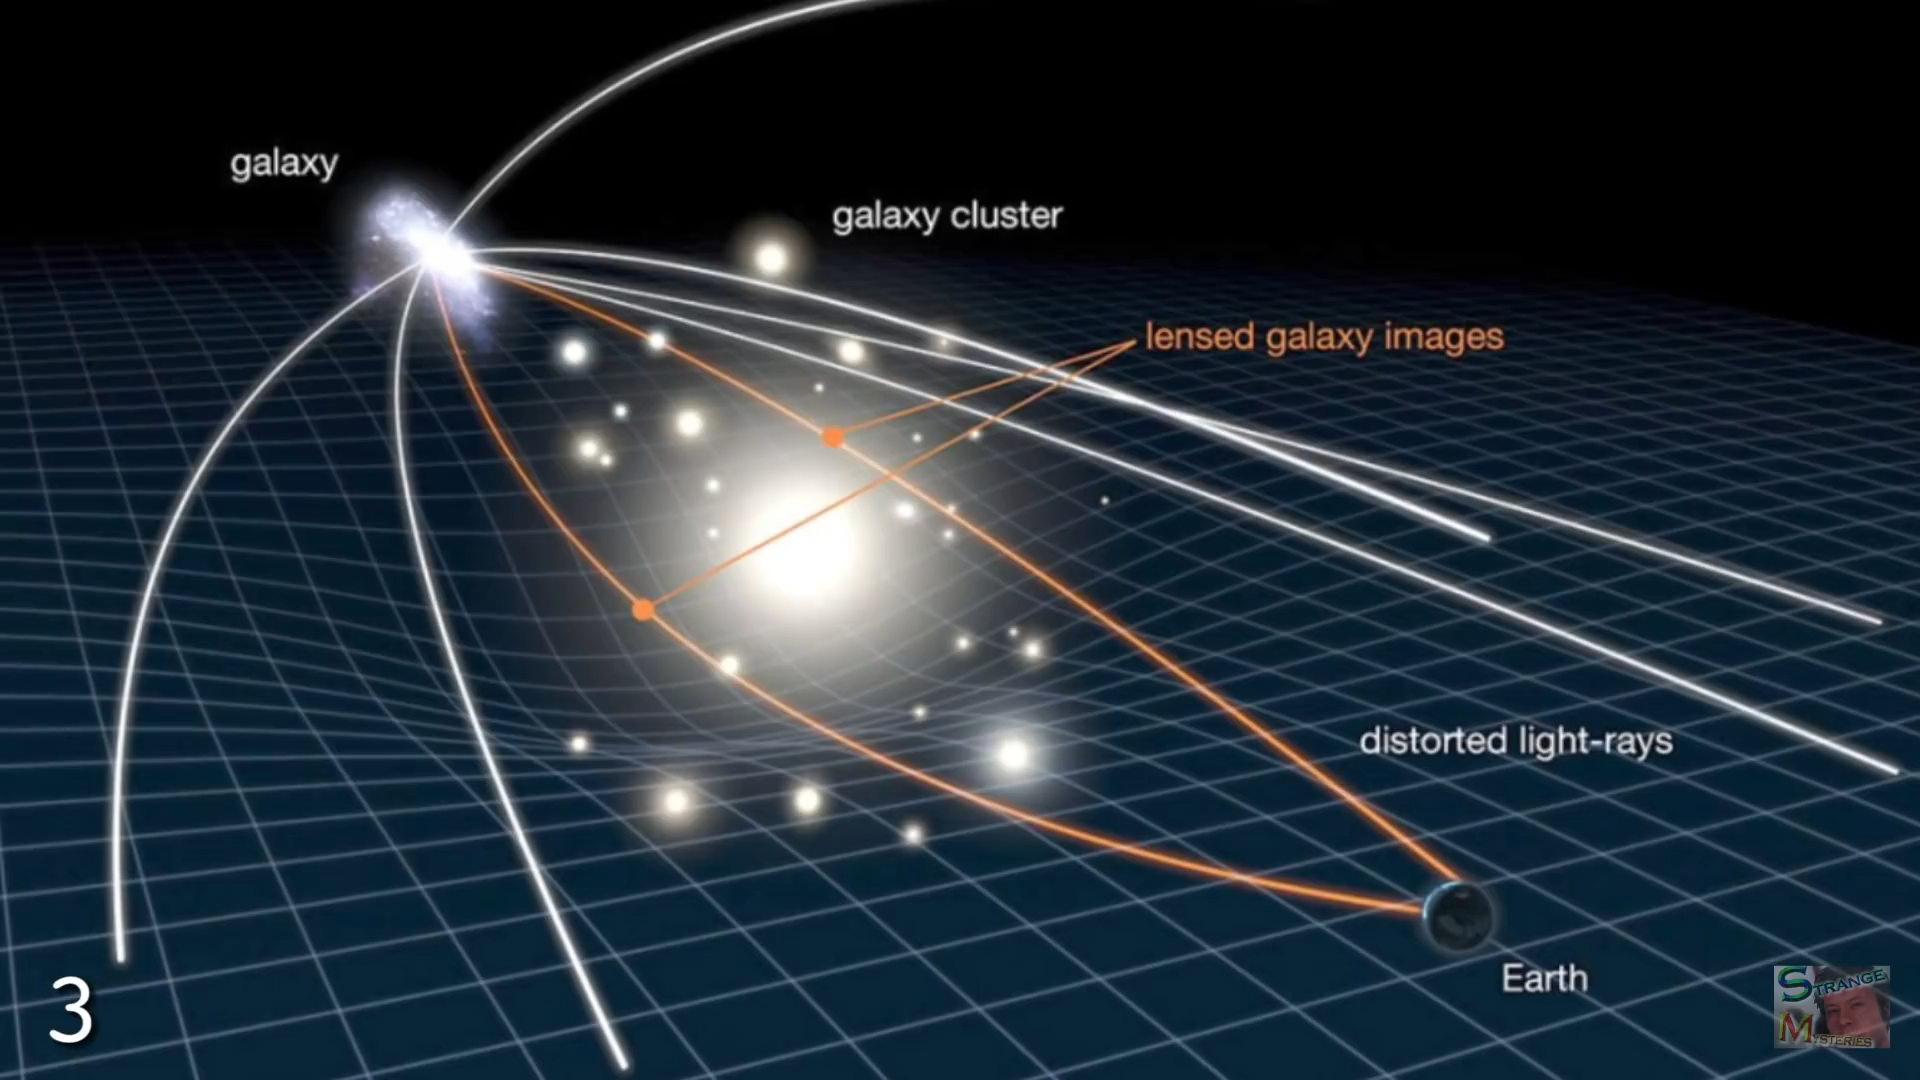 galaxy
galaxy cluster
lensed galaxy images
distorted light-rays
Earth
3
STRANGE
MYSTERIES